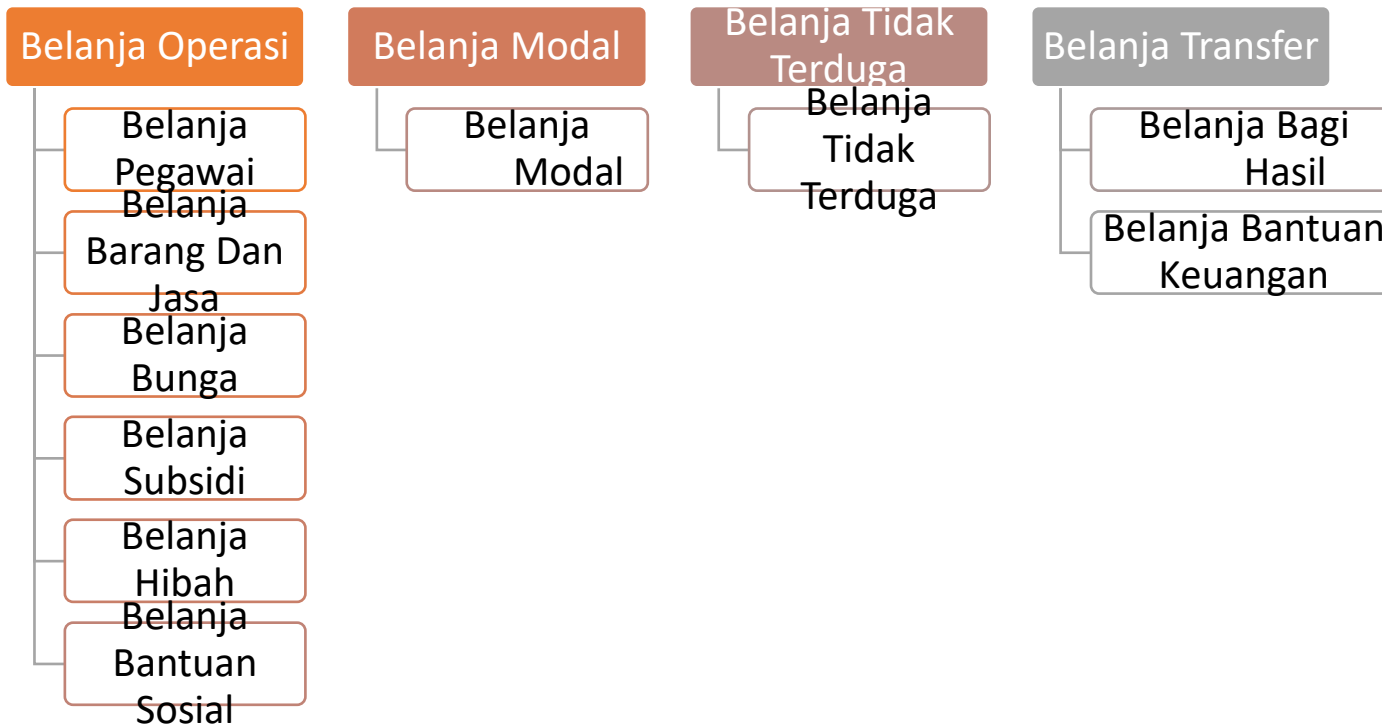 Belanja Operasi
Belanja
Pegawai
Belanja
Barang Dan
Jasa
Belanja
Bunga
Belanja
Subsidi
Belanja
Hibah
Belanja
Bantuan
Sosial
Belanja Modal
Belanja
Modal
Belanja Tidak
Terduga
Belanja
Tidak
Terduga
Belanja Transfer
Belanja Bagi
Hasil
Belanja Bantuan
Keuangan